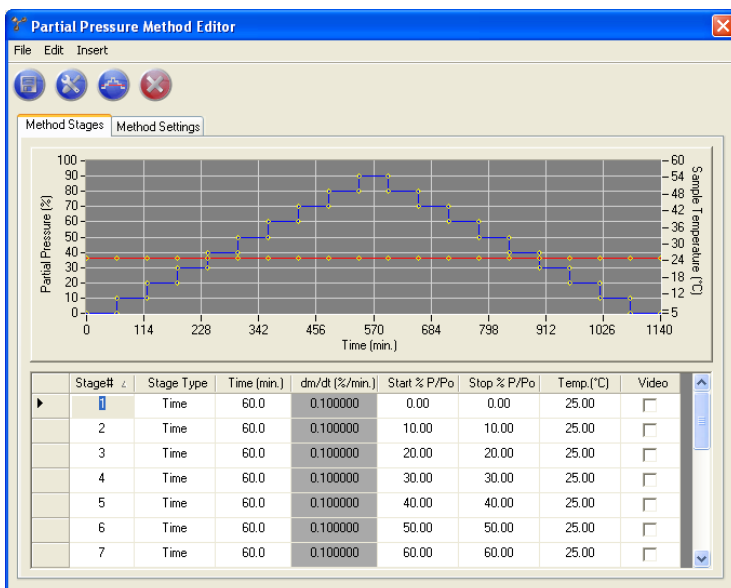 Partial Pressure Method Editor
File Edit Insert
Method Stages Method Settings
Partial Pressure (%)
100
90
80
70
60
50
40
30
20
10
0
60
54
48
42
36
30
24
18
12
5
Sample Temperature (°C)
0 114 228 342 456 570 684 798 912 1026 1140
Time (min.)
Stage# Stage Type Time (min.) dm/dt (%/min.) Start % P/Po Stop % P/Po Temp.(°C) Video
1 Time 60.0 0.100000 0.00 0.00 25.00
2 Time 60.0 0.100000 10.00 10.00 25.00
3 Time 60.0 0.100000 20.00 20.00 25.00
4 Time 60.0 0.100000 30.00 30.00 25.00
5 Time 60.0 0.100000 40.00 40.00 25.00
6 Time 60.0 0.100000 50.00 50.00 25.00
7 Time 60.0 0.100000 60.00 60.00 25.00